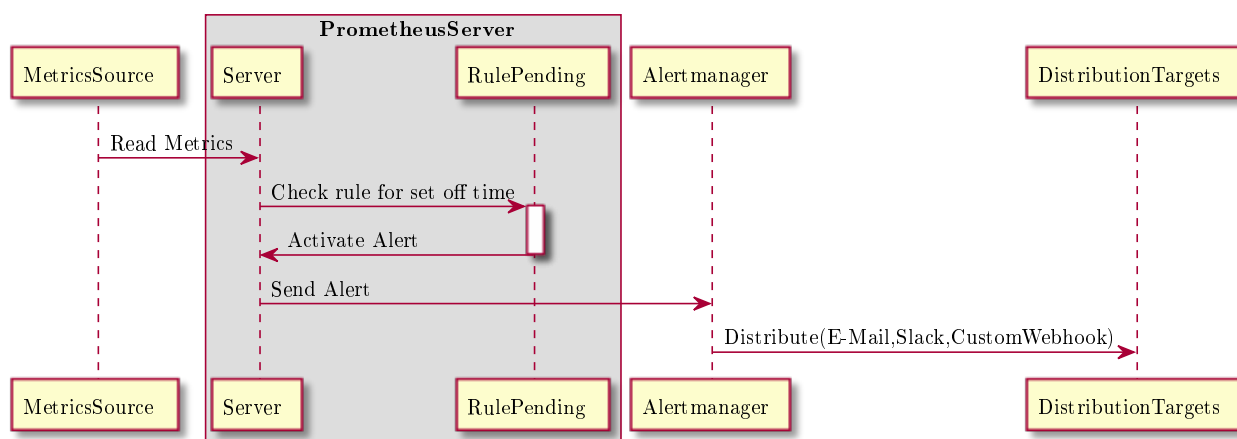 PrometheusServer
MetricsSource
Server
RulePending
Alertmanager
DistributionTargets
Read Metrics
Check rule for set off time
Activate Alert
Send Alert
Distribute(E-Mail,Slack,CustomWebhook)
MetricsSource
Server
RulePending
Alertmanager
DistributionTargets